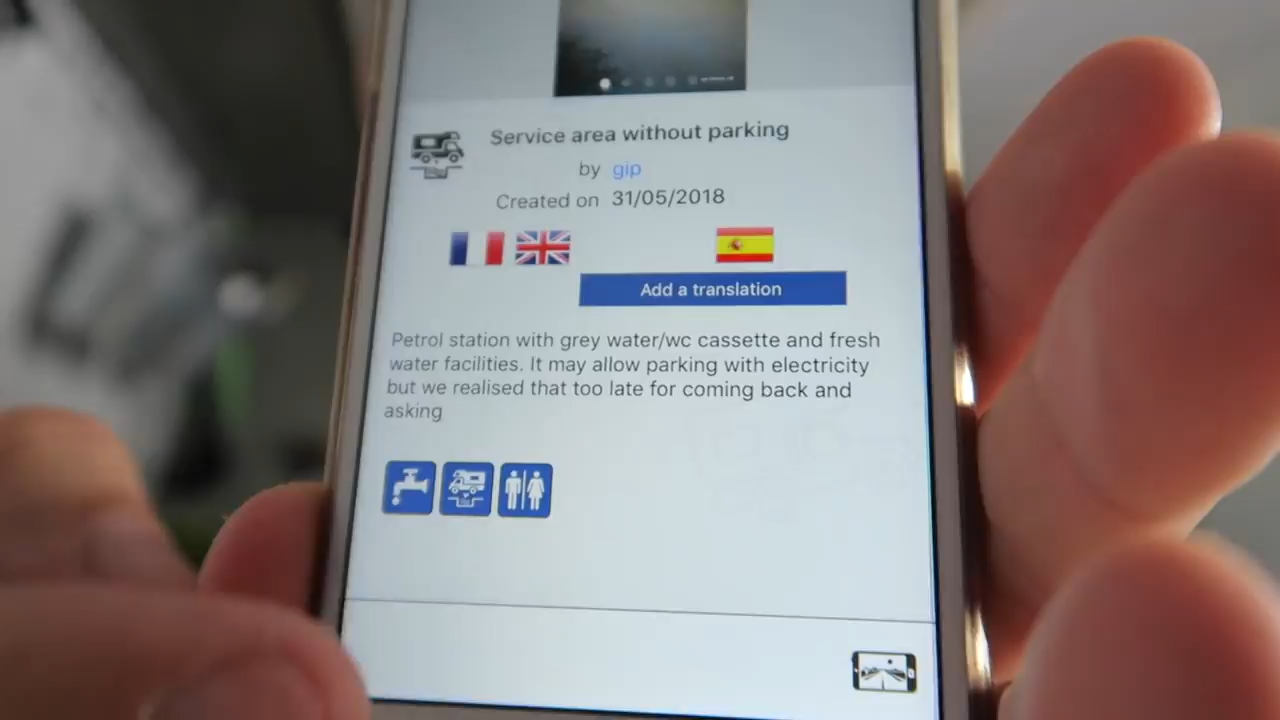 Service area without parking
by gip
Created on 31/05/2018
Add a translation
Petrol station with grey water/wc cassette and fresh
water facilities. It may allow parking with electricity
but we realised that too late for coming back and
asking